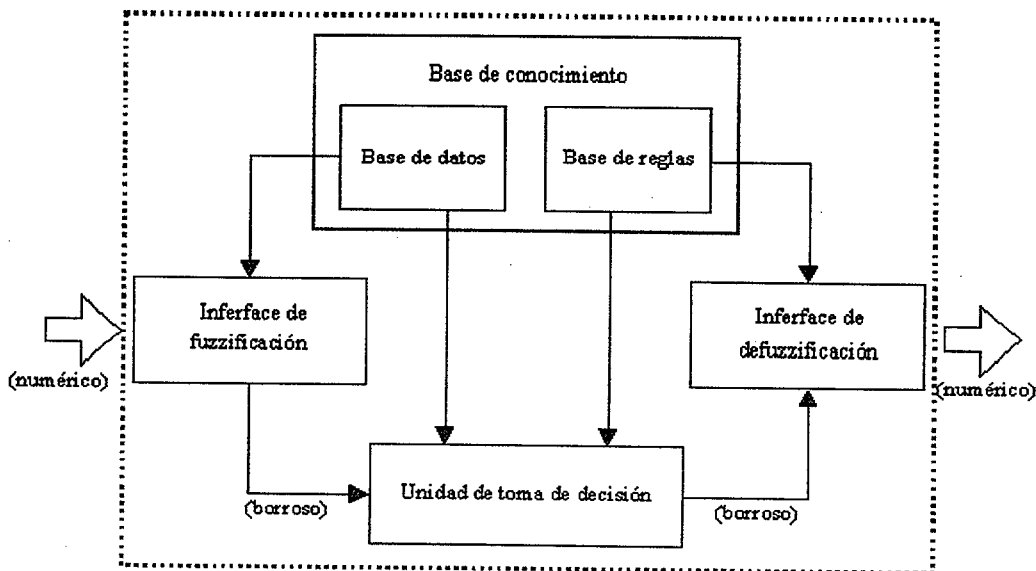 Base de conocimiento
Base de datos
Base de reglas
Inferface de
fuzzificación
Inferface de
defuzzificación
(numérico)
(numérico)
Unidad de toma de decisión
(borroso)
(borroso)